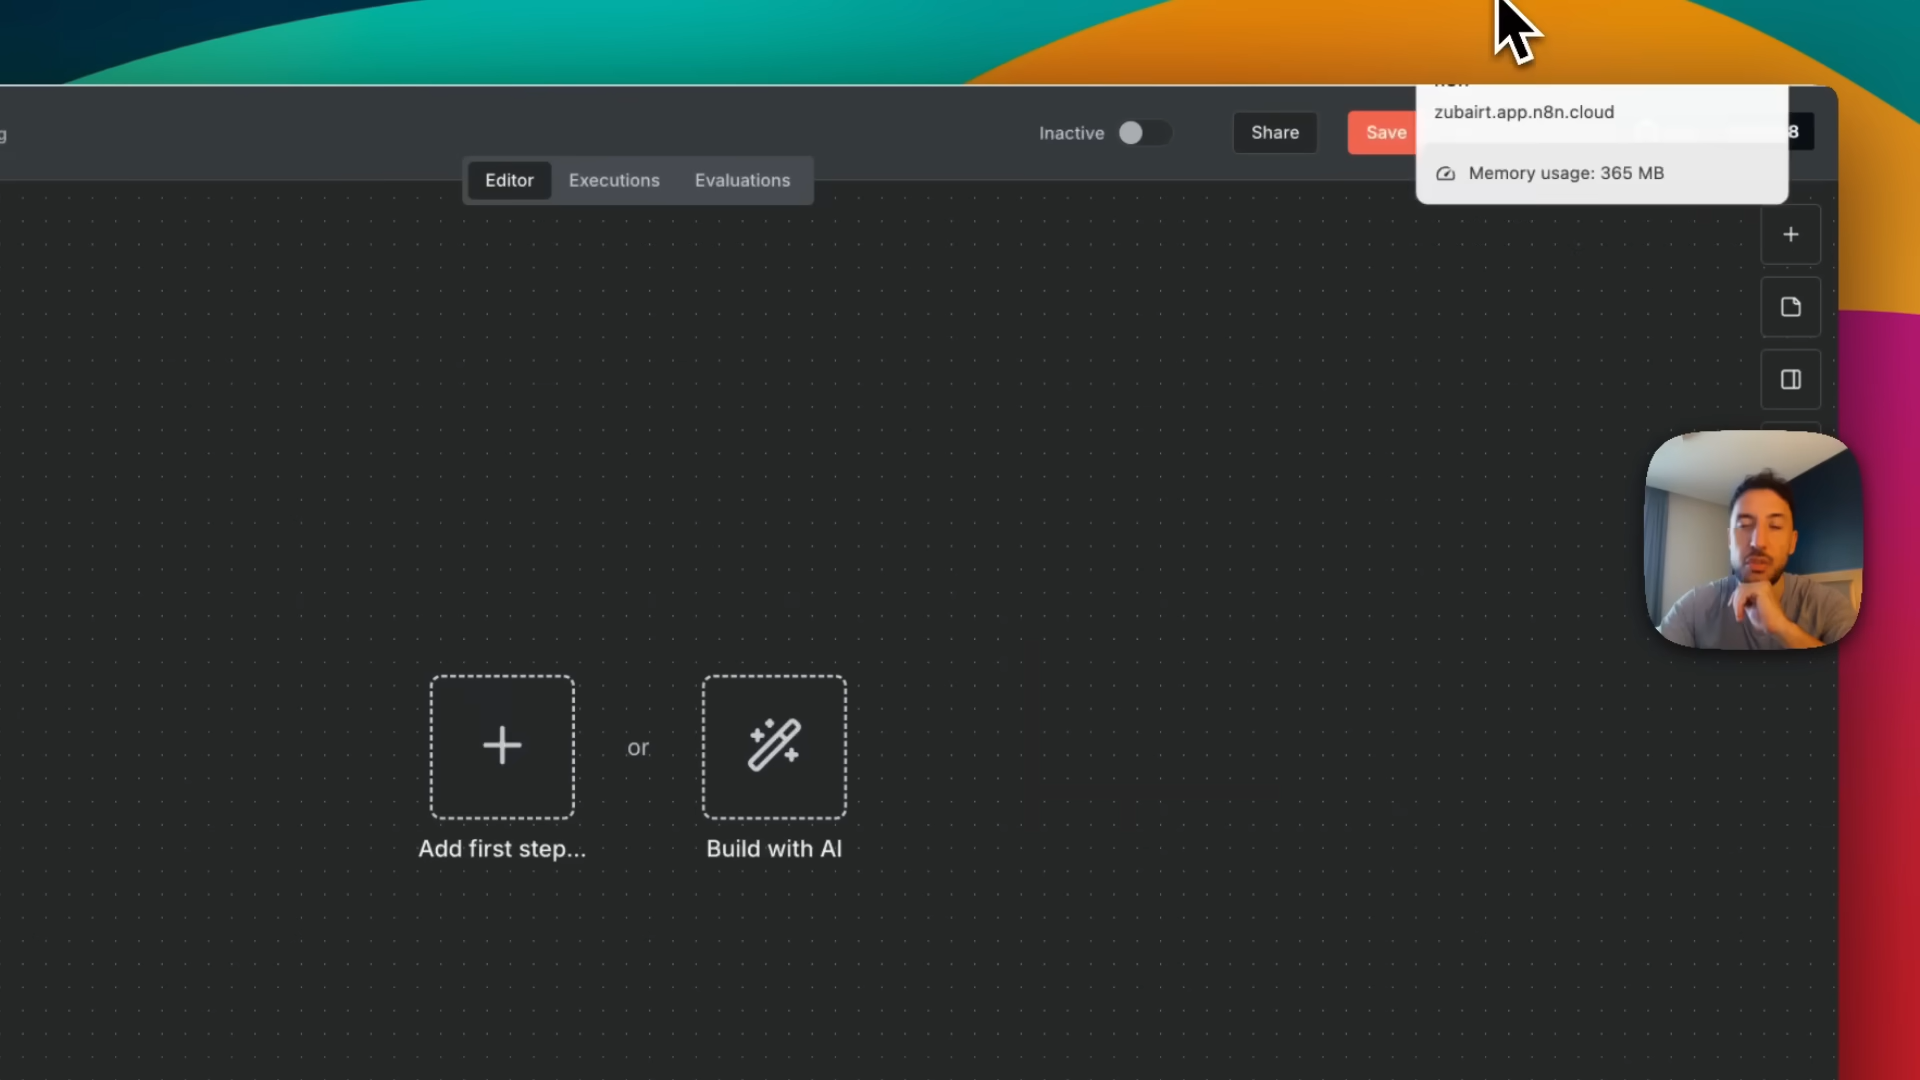 zubairt.app.n8n.cloud
Inactive
Share
Save
8
Memory usage: 365 MB
Editor
Executions
Evaluations
or
Add first step...
Build with AI